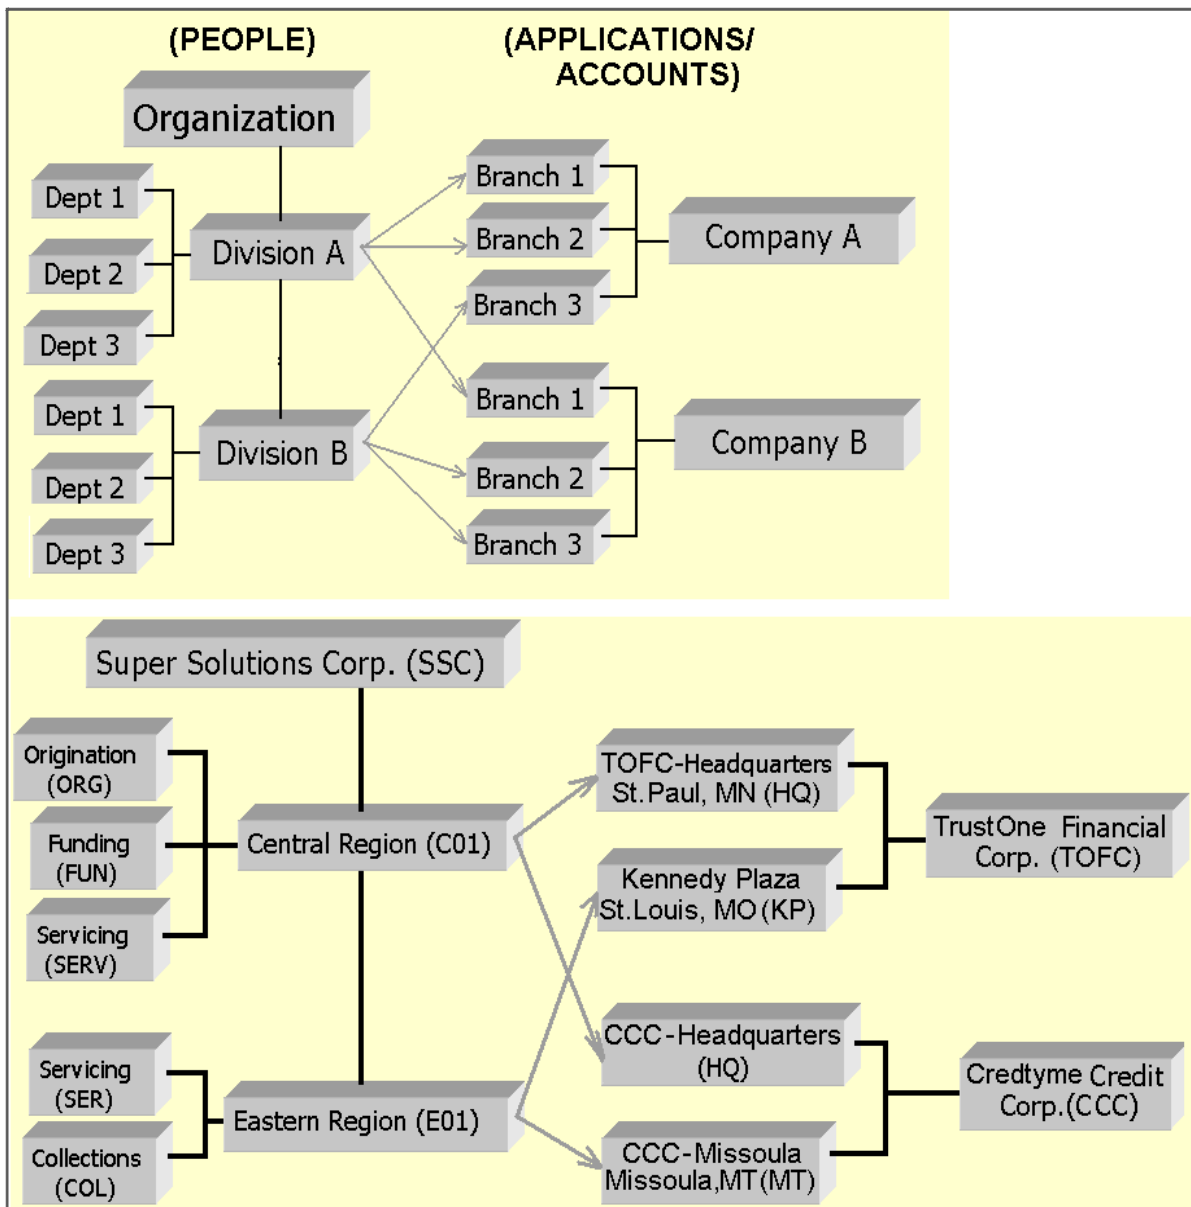 (PEOPLE)
(APPLICATIONS/
ACCOUNTS)
Organization
Dept 1
Dept 2
Dept 3
Division A
Branch 1
Branch 2
Branch 3
Company A
Dept 1
Dept 2
Dept 3
Division B
Branch 1
Branch 2
Branch 3
Company B
Super Solutions Corp. (SSC)
Origination
(ORG)
Funding
(FUN)
Servicing
(SERV)
Central Region (C01)
TOFC-Headquarters
St.Paul, MN (HQ)
Kennedy Plaza
St.Louis, MO (KP)
TrustOne Financial
Corp. (TOFC)
Servicing
(SER)
Collections
(COL)
Eastern Region (E01)
CCC-Headquarters
(HQ)
CCC-Missoula
Missoula,MT(MT)
Credtyme Credit
Corp.(CCC)